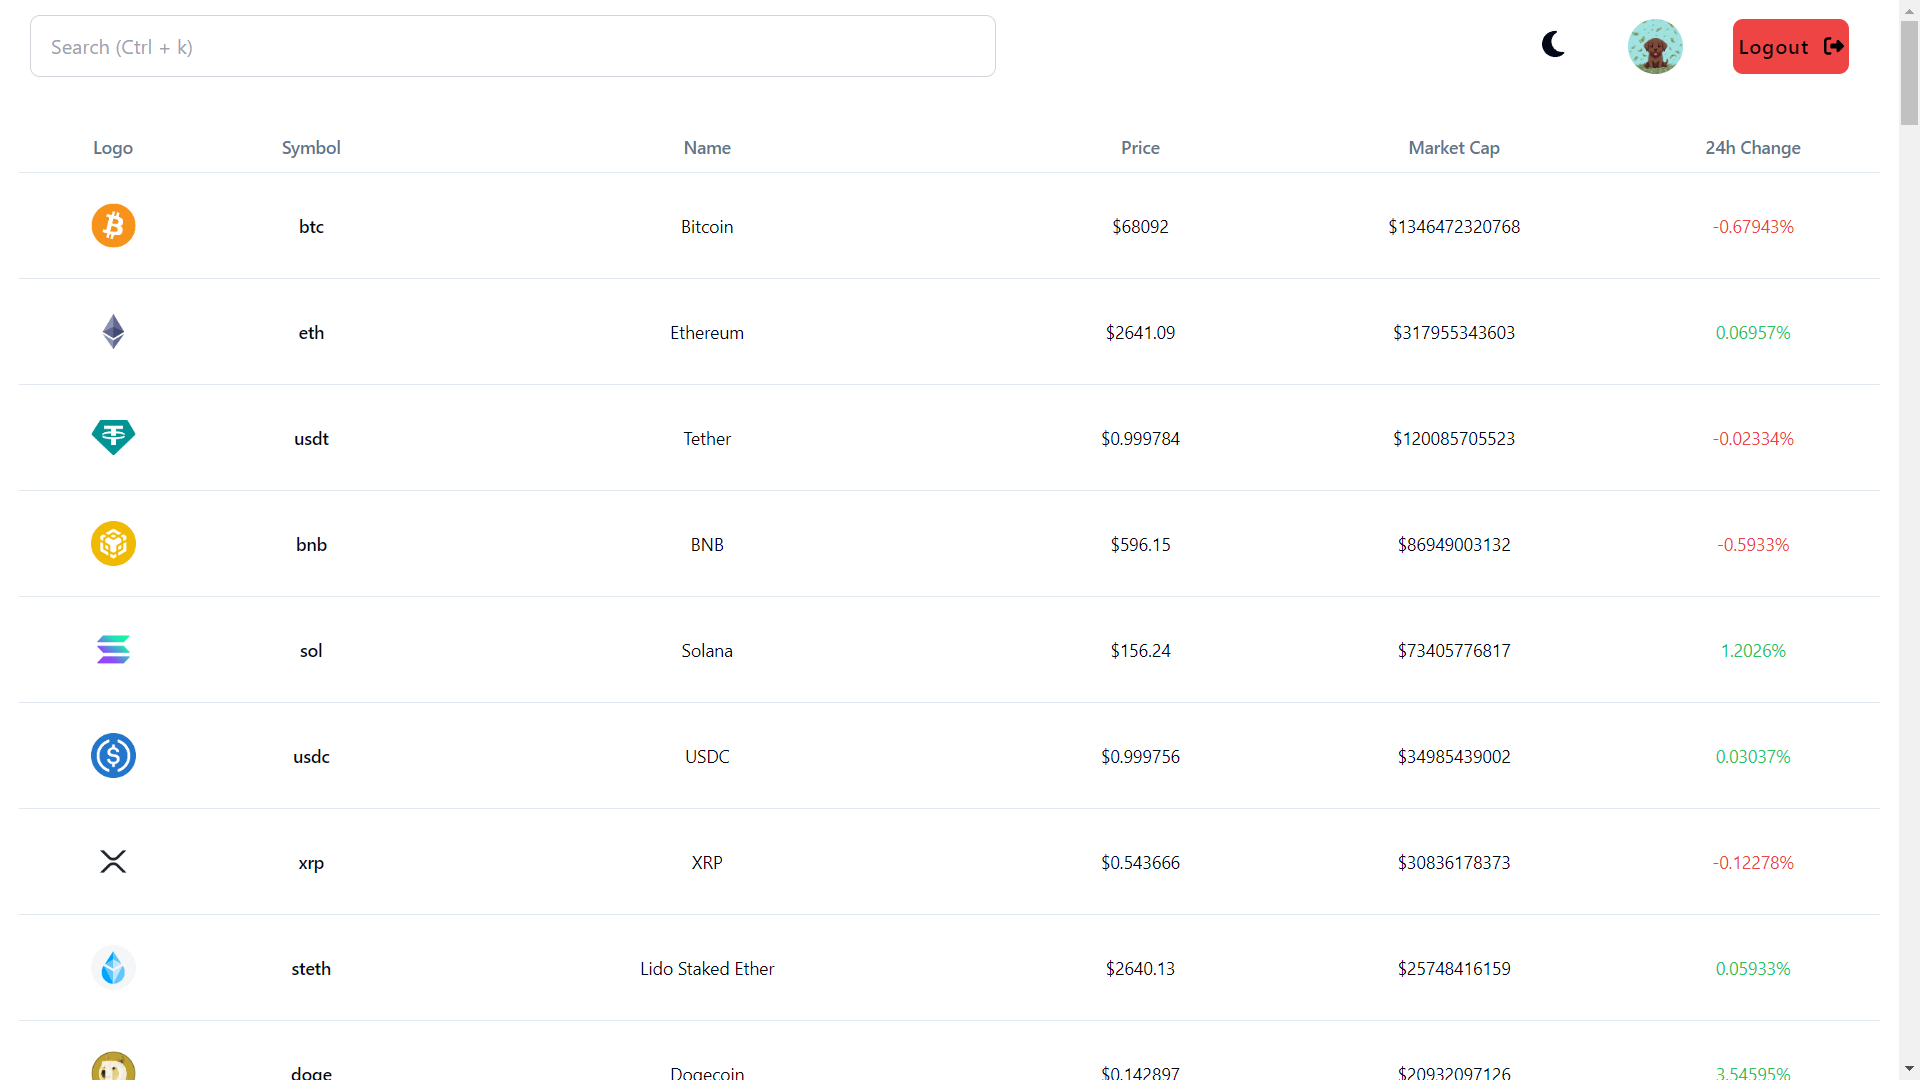 Search (Ctrl + k)
Logout
Logo Symbol Name Price Market Cap 24h Change
btc Bitcoin $68092 $1346472320768 -0.67943%
eth Ethereum $2641.09 $317955343603 0.06957%
usdt Tether $0.999784 $120085705523 -0.02334%
bnb BNB $596.15 $86949003132 -0.5933%
sol Solana $156.24 $73405776817 1.2026%
usdc USDC $0.999756 $34985439002 0.03037%
xrp XRP $0.543666 $30836178373 -0.12278%
steth Lido Staked Ether $2640.13 $25748416159 0.05933%
doge Dogecoin $0.142897 $20932097126 3.54595%